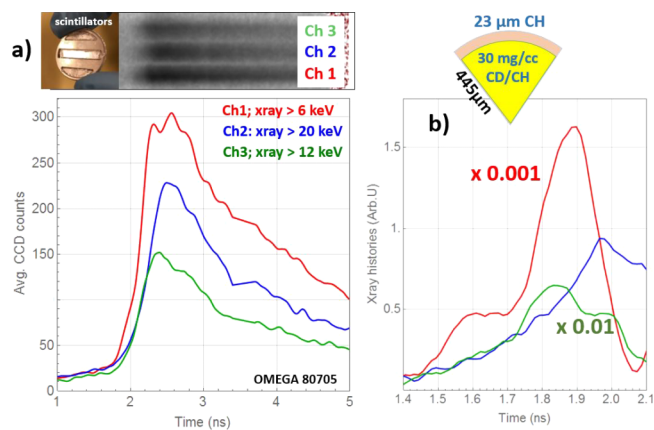 a)
scintillators
Ch 3
Ch 2
Ch 1
Ch1; xray > 6 keV
Ch2: xray > 20 keV
Ch3; xray > 12 keV
Avg. CCD counts
300
250
200
150
100
50
0
1 2 3 4 5
Time (ns)
OMEGA 80705
23 µm CH
30 mg/cc
CD/CH
445µm
b)
x 0.001
x 0.01
Xray histories (Arb.U)
1.5
1.
0.5
1.4 1.5 1.6 1.7 1.8 1.9 2.0 2.1
Time (ns)